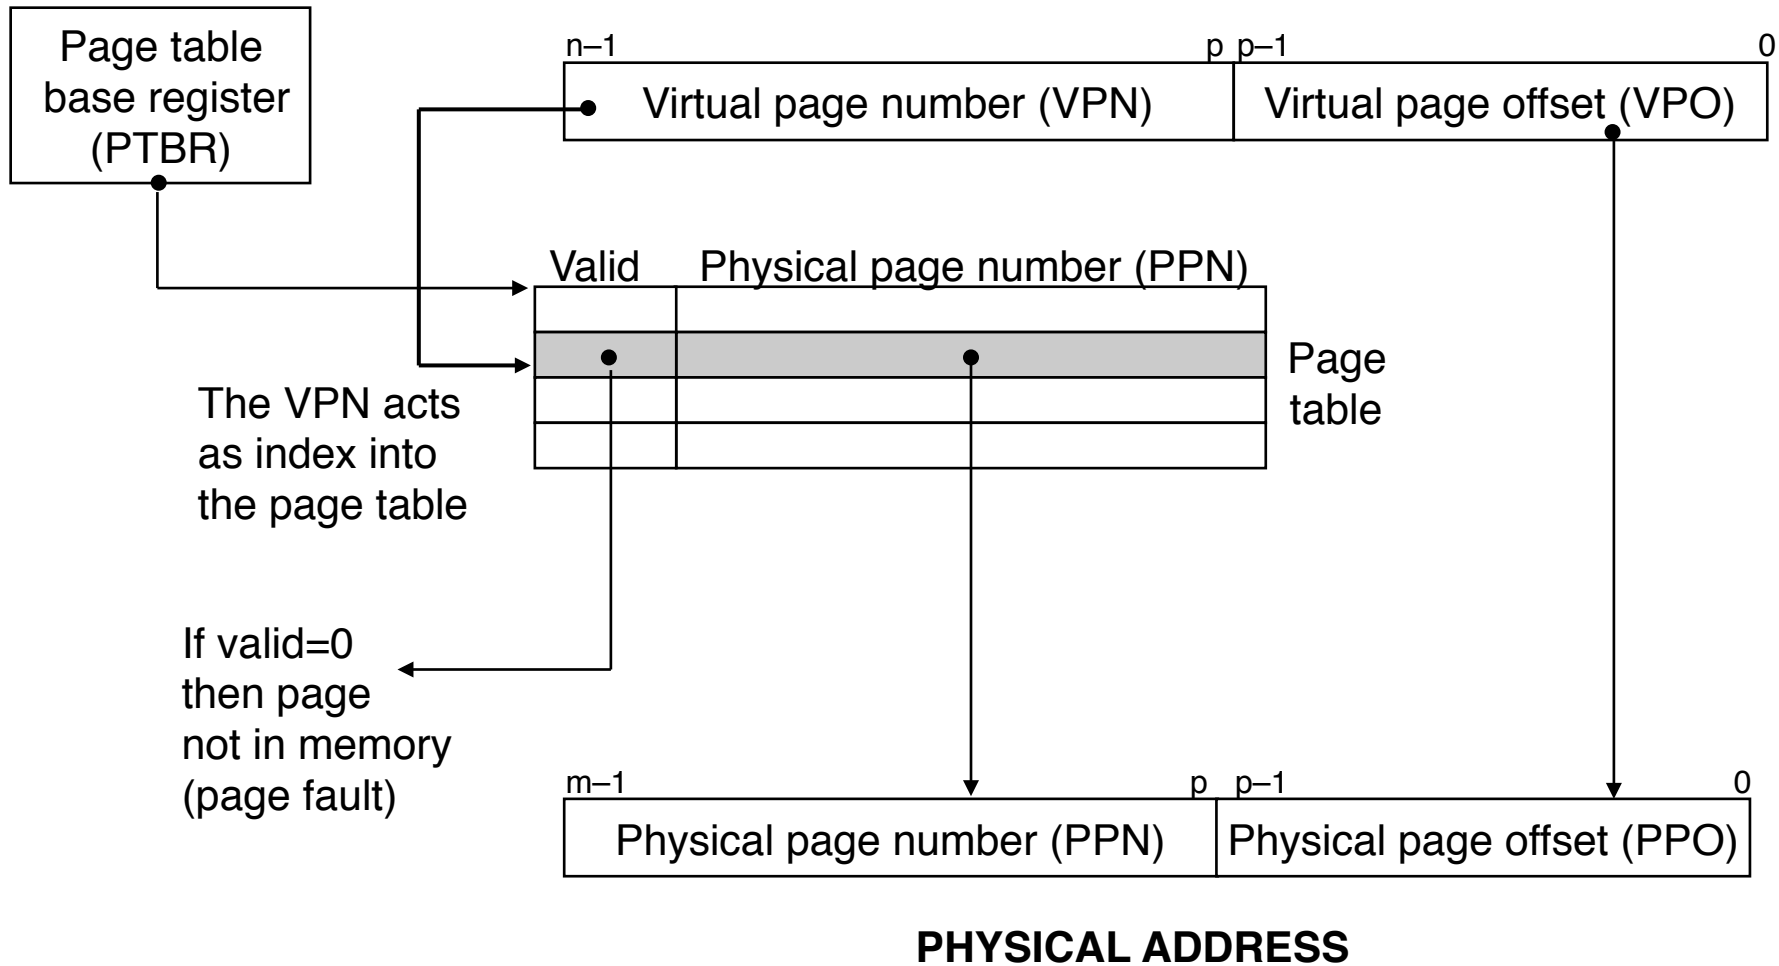 Page table
base register
(PTBR)
n–1 p p–1 0
Virtual page number (VPN) Virtual page offset (VPO)
Valid Physical page number (PPN)
Page
table
The VPN acts
as index into
the page table
If valid=0
then page
not in memory
(page fault)
m–1 p p–1 0
Physical page number (PPN) Physical page offset (PPO)
PHYSICAL ADDRESS